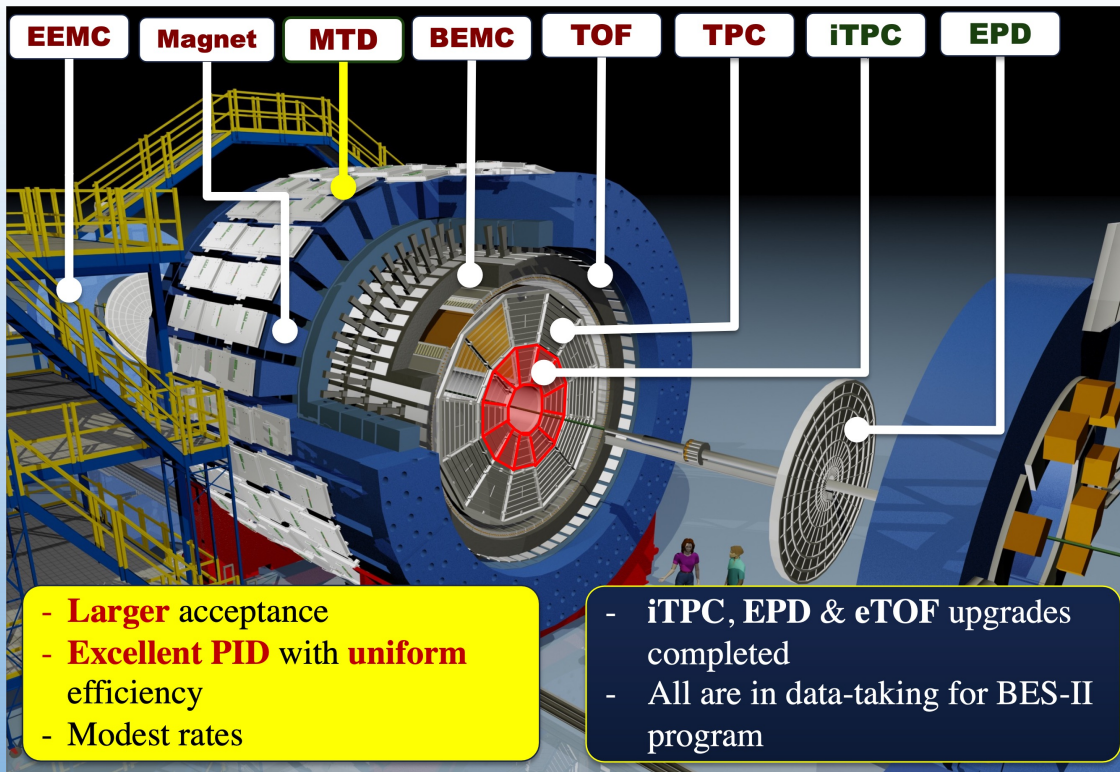 EEMC
Magnet
MTD
BEMC
TOF
TPC
iTPC
EPD
- Larger acceptance
- Excellent PID with uniform
efficiency
- Modest rates
- iTPC, EPD & eTOF upgrades
completed
- All are in data-taking for BES-II
program